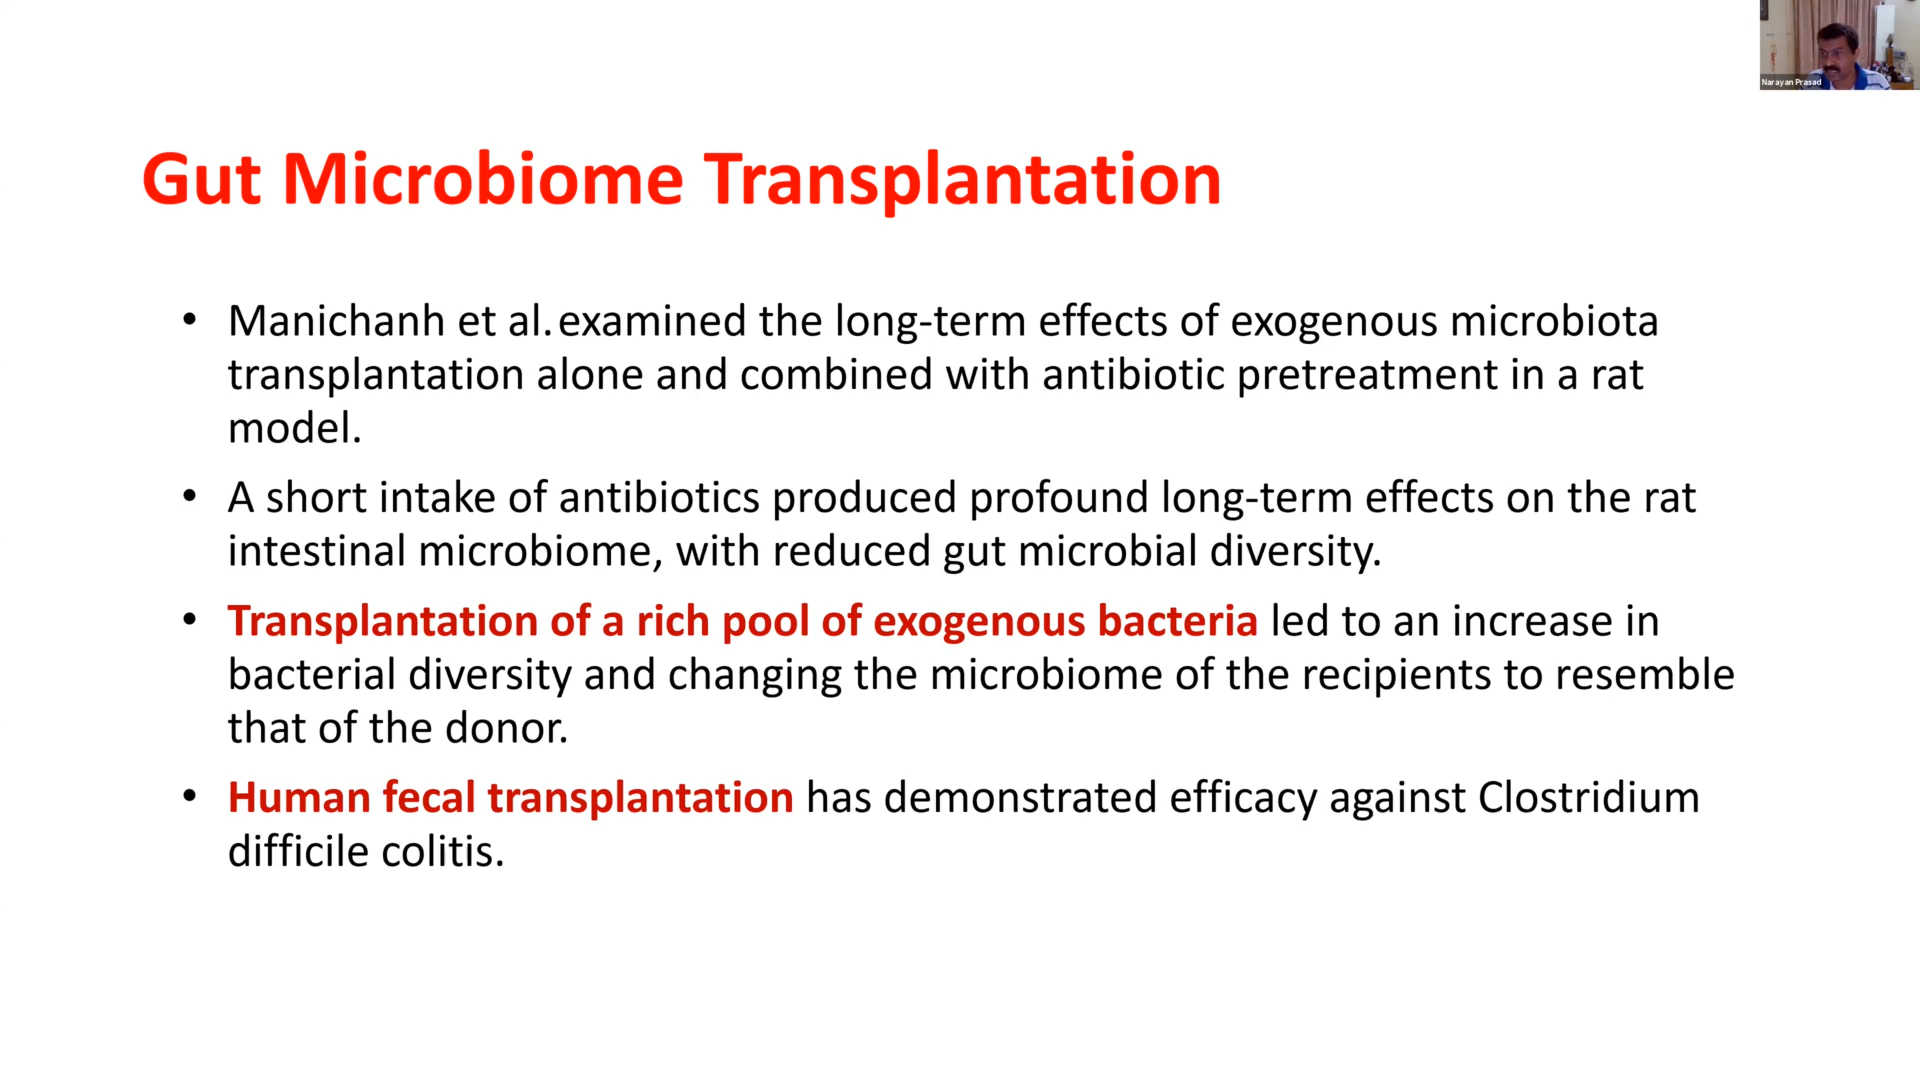 Narayan Prasad
Gut Microbiome Transplantation
• Manichanh et al. examined the long-term effects of exogenous microbiota
transplantation alone and combined with antibiotic pretreatment in a rat
model.
• A short intake of antibiotics produced profound long-term effects on the rat
intestinal microbiome, with reduced gut microbial diversity.
• Transplantation of a rich pool of exogenous bacteria led to an increase in
bacterial diversity and changing the microbiome of the recipients to resemble
that of the donor.
• Human fecal transplantation has demonstrated efficacy against Clostridium
difficile colitis.